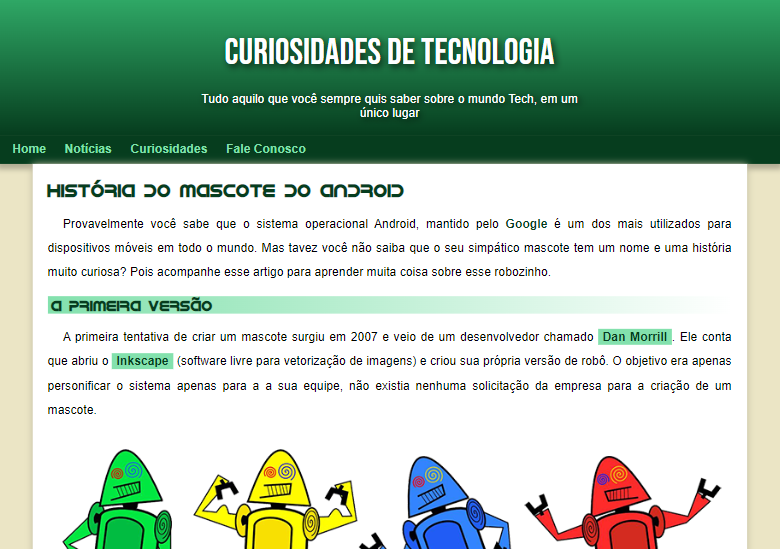 CURIOSIDADES DE TECNOLOGIA
Tudo aquilo que você sempre quis saber sobre o mundo Tech, em um
único lugar
Home Notícias Curiosidades Fale Conosco
HISTÓRIA DO MASCOTE DO ANDROID
Provavelmente você sabe que o sistema operacional Android, mantido pelo Google é um dos mais utilizados para
dispositivos móveis em todo o mundo. Mas tavez você não saiba que o seu simpático mascote tem um nome e uma história
muito curiosa? Pois acompanhe esse artigo para aprender muita coisa sobre esse robozinho.
A PRIMEIRA VERSÃO
A primeira tentativa de criar um mascote surgiu em 2007 e veio de um desenvolvedor chamado Dan Morrill. Ele conta
que abriu o Inkscape (software livre para vetorização de imagens) e criou sua própria versão de robô. O objetivo era apenas
personificar o sistema apenas para a a sua equipe, não existia nenhuma solicitação da empresa para a criação de um
mascote.